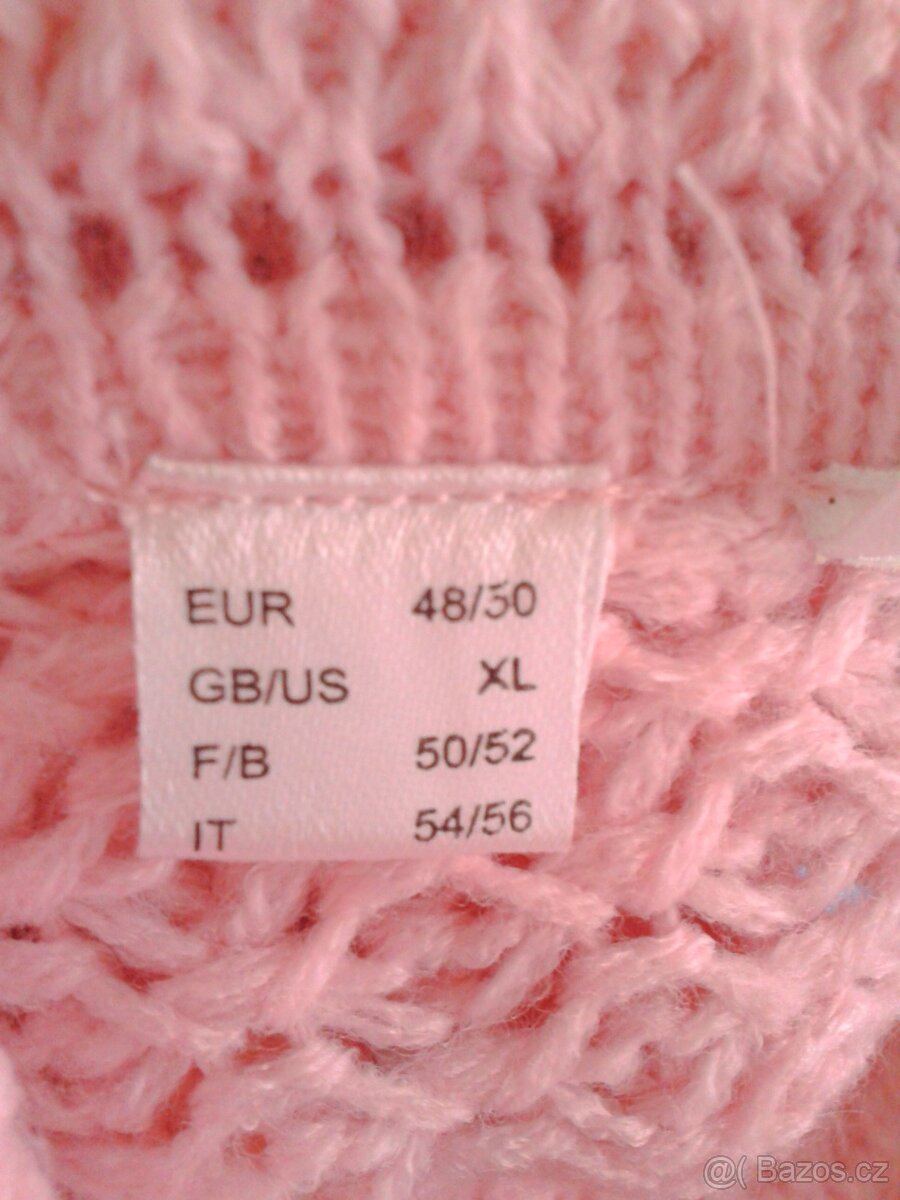 EUR 48/50
GB/US XL
F/B 50/52
IT 54/56
@( Bazos.cz